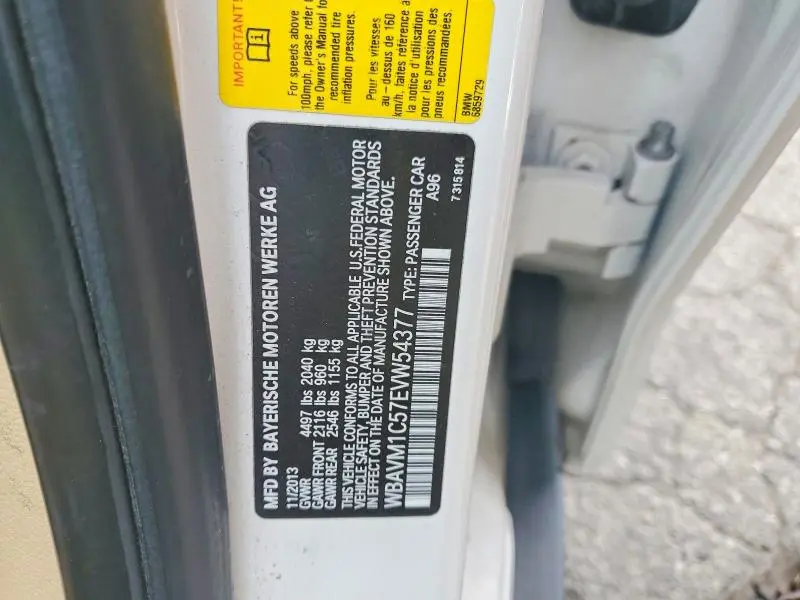 IMPORTANT!
For speeds above
100mph, please refer
the Owner's Manual for
recommended tire
inflation pressures.
Pour les vitesses
au - dessus de 160
km/h, faites référence à
la notice d'utilisation
pour les pressions des
pneus recommandées.
BMW
6859729
MFD BY BAYERISCHE MOTOREN WERKE AG
11/2013
GVWR 4497 lbs 2040 kg
GAWR FRONT 2116 lbs 960 kg
GAWR REAR 2546 lbs 1155 kg
THIS VEHICLE CONFORMS TO ALL APPLICABLE U.S. FEDERAL MOTOR
VEHICLE SAFETY, BUMPER AND THEFT PREVENTION STANDARDS
IN EFFECT ON THE DATE OF MANUFACTURE SHOWN ABOVE.
WBAVM1C57EVW54377 TYPE: PASSENGER CAR
A96
7 315 814